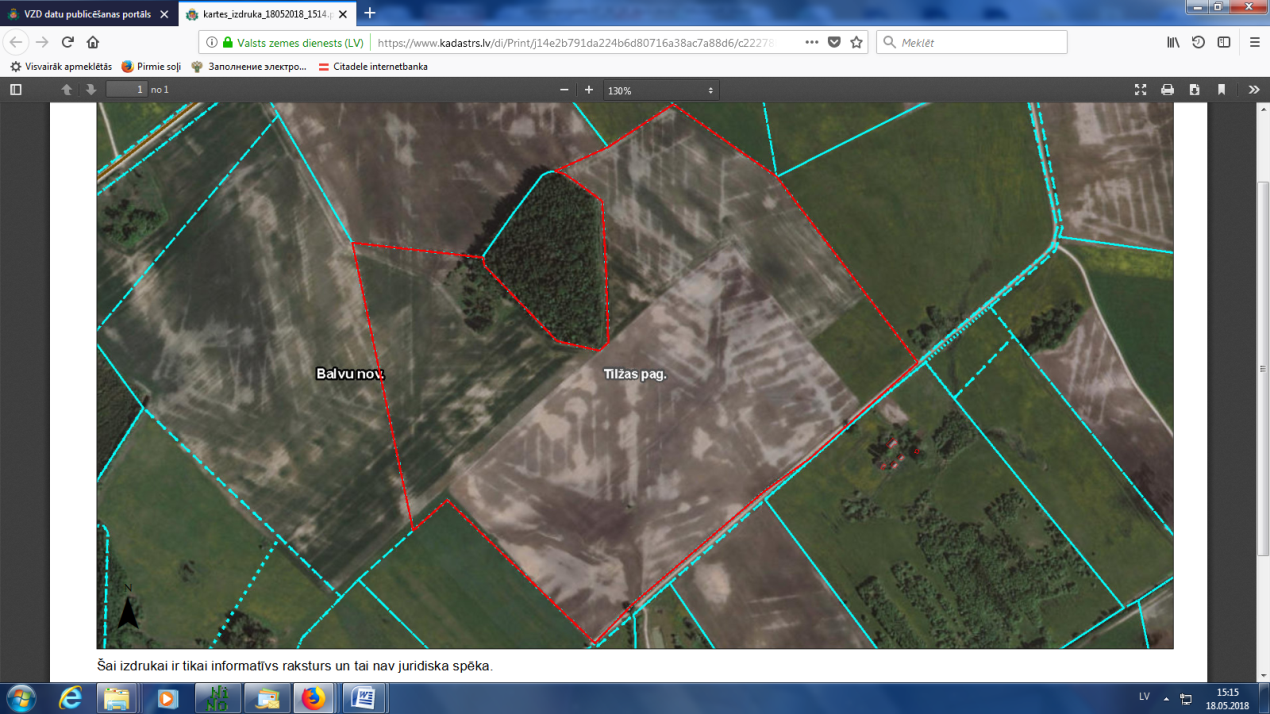 VZD datu publicēšanas portāls
kartes_izdruka_18052018_1514.p
Valsts zemes dienests (LV)
https://www.kadastrs.lv/di/Print/j14e2b791da224b6d80716a38ac7a88d6/c22278
Meklēt
Visvairāk apmeklētās
Pirmie soļi
Заполнение электро...
Citadele internetbanka
1 no 1
130%
Balvu nov.
Tilžas pag.
N
Šai izdrukai ir tikai informatīvs raksturs un tai nav juridiska spēka.
LV
15:15
18.05.2018